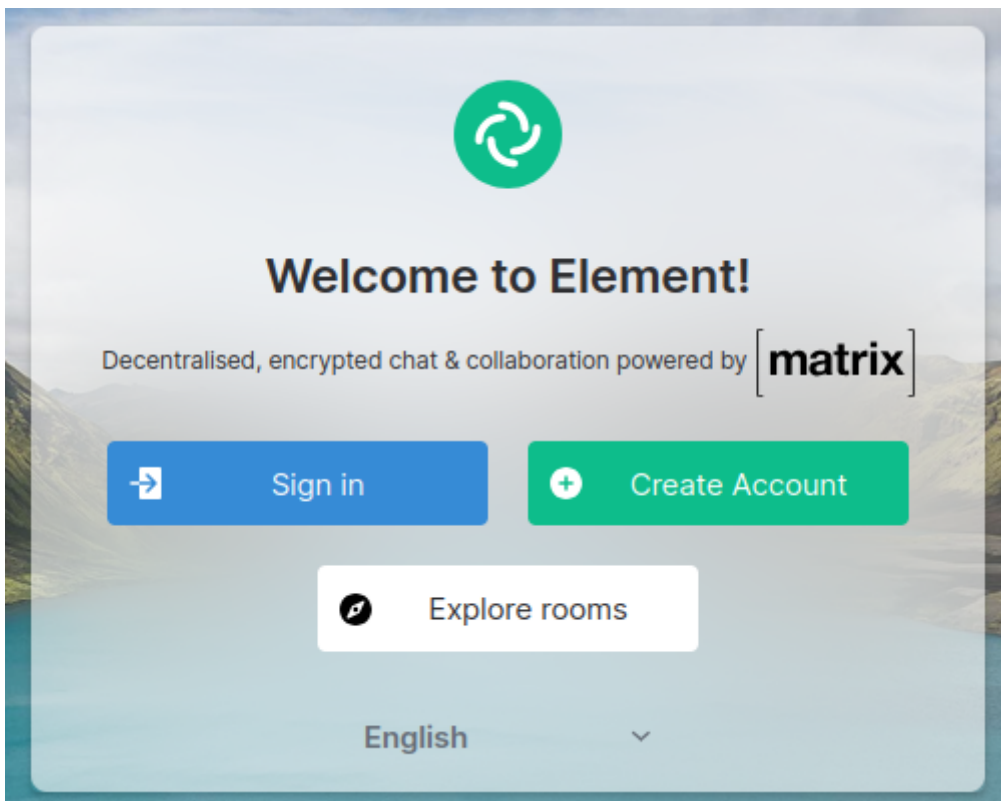 Welcome to Element!
Decentralised, encrypted chat & collaboration powered by [matrix]
Sign in
Create Account
Explore rooms
English